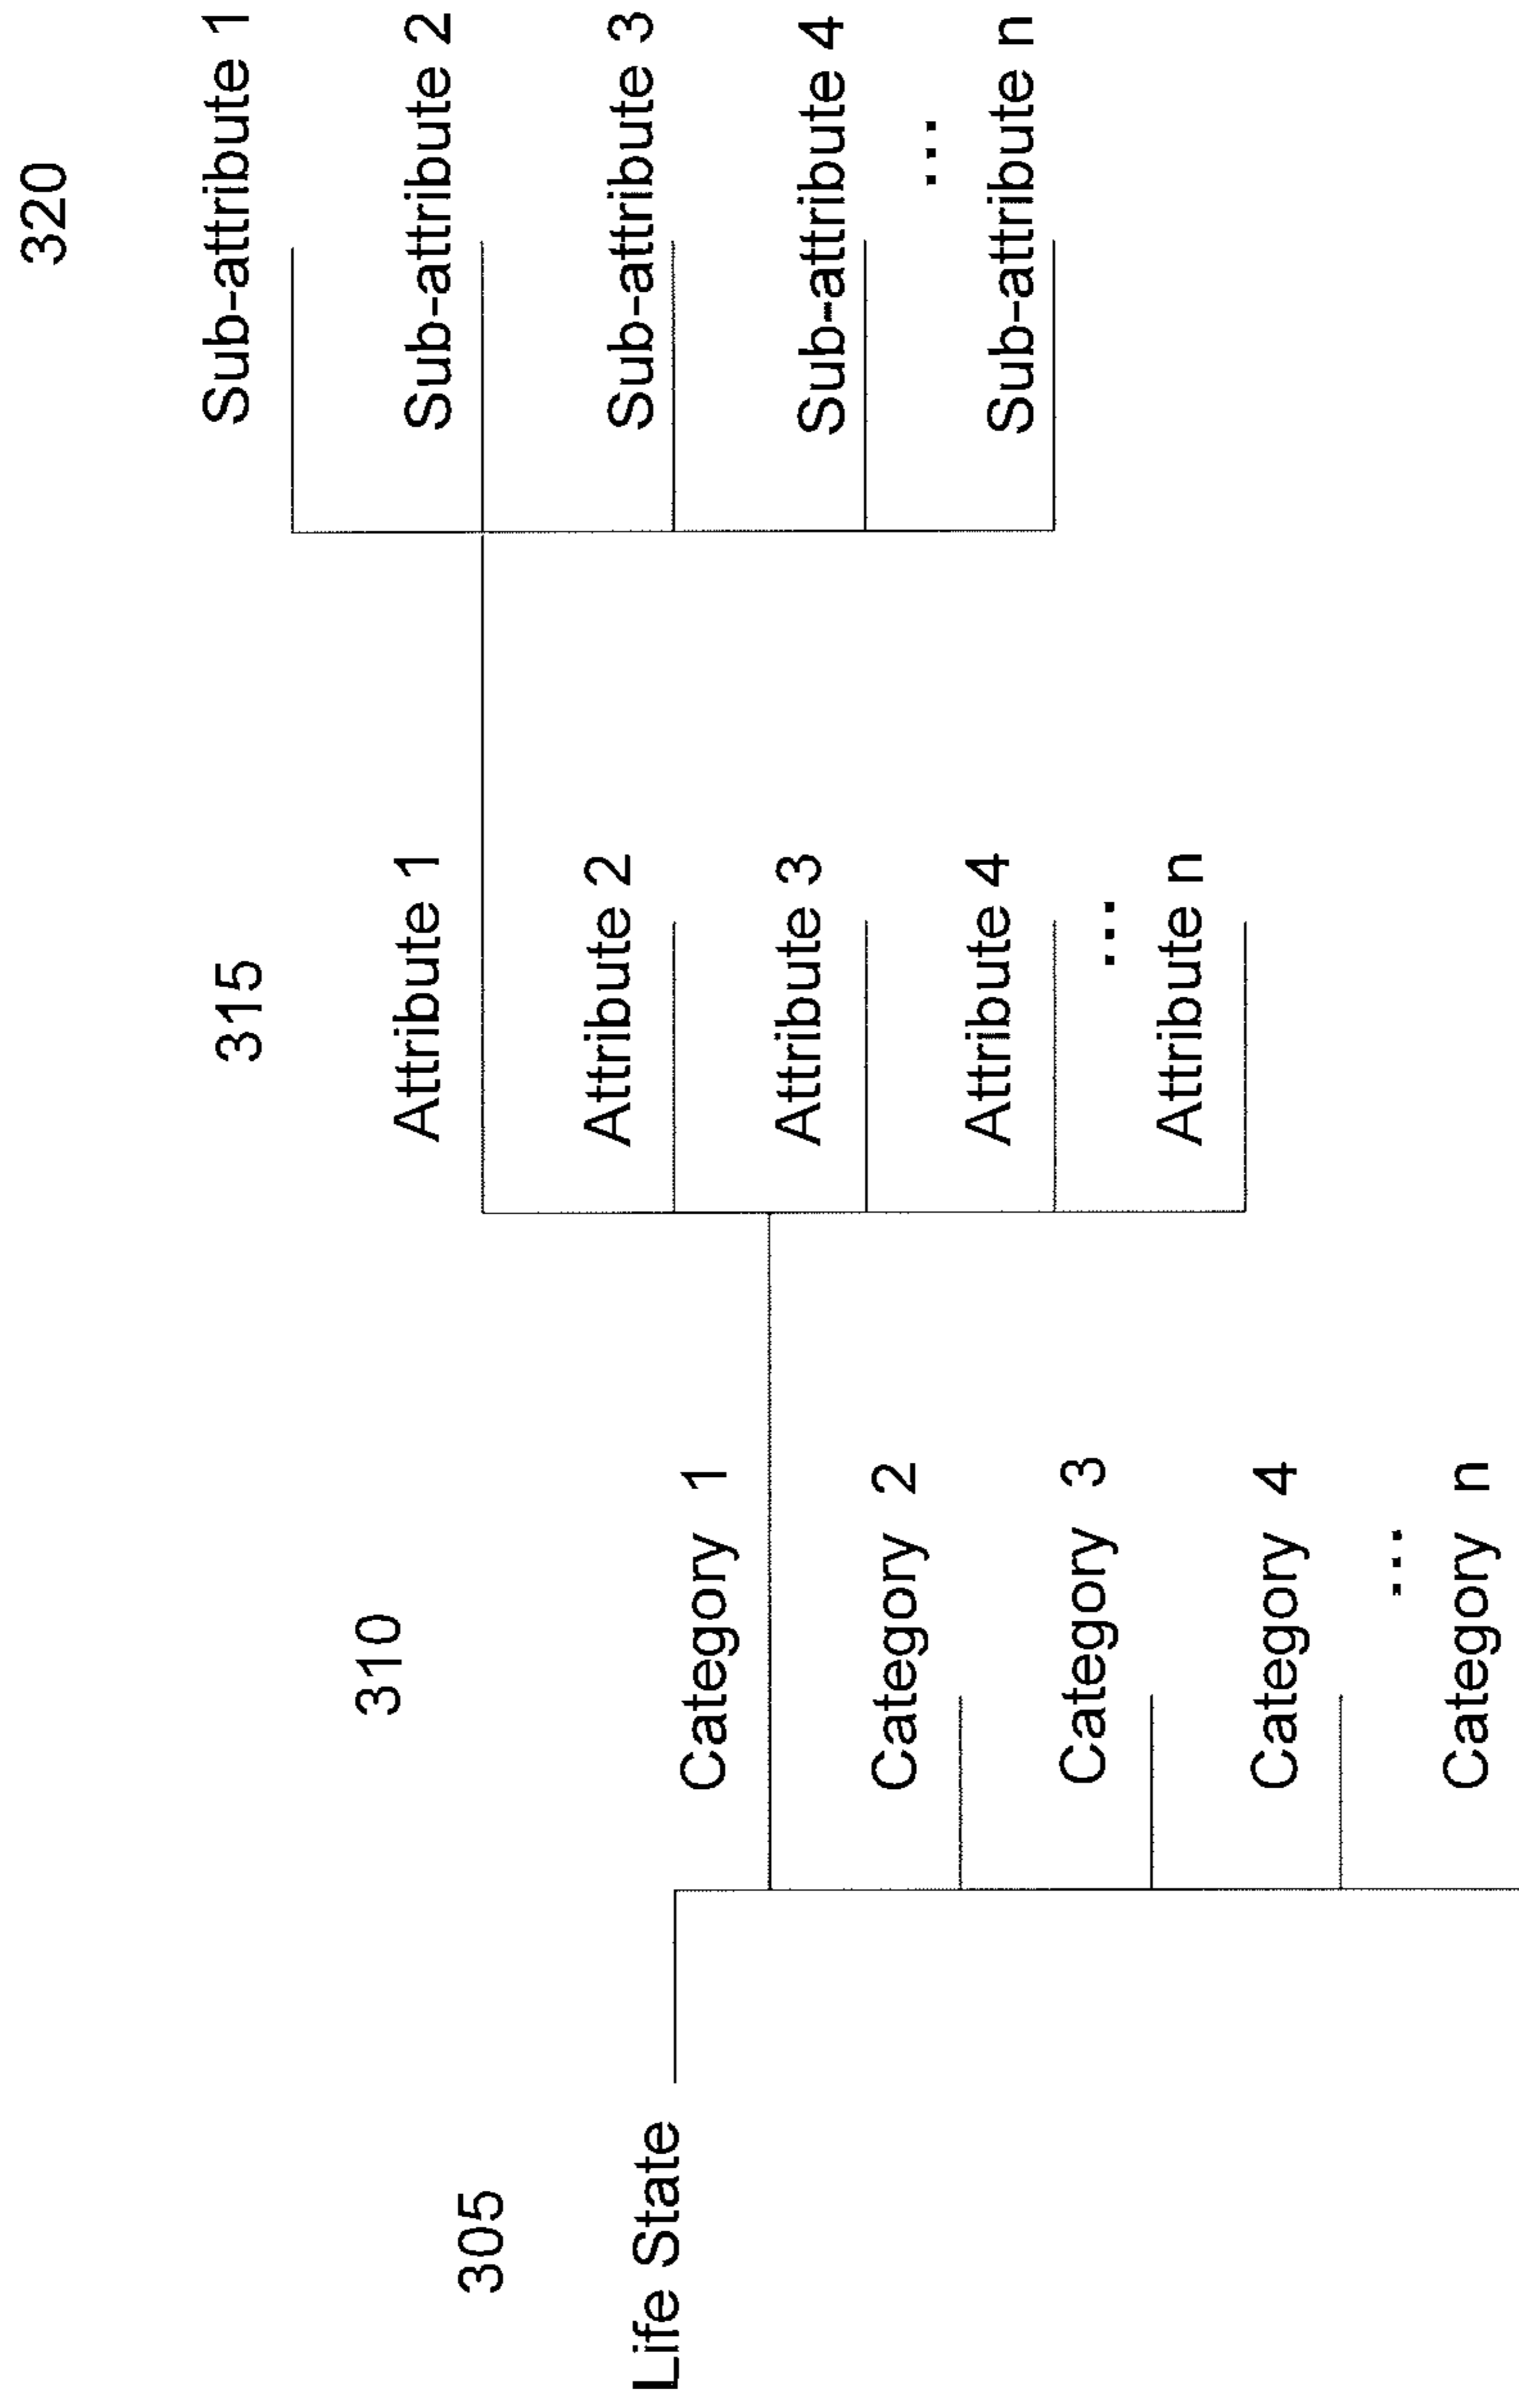 305
Life State
310
Category 1
Category 2
Category 3
Category 4
...
Category n
315
Attribute 1
Attribute 2
Attribute 3
Attribute 4
...
Attribute n
320
Sub-attribute 1
Sub-attribute 2
Sub-attribute 3
Sub-attribute 4
...
Sub-attribute n